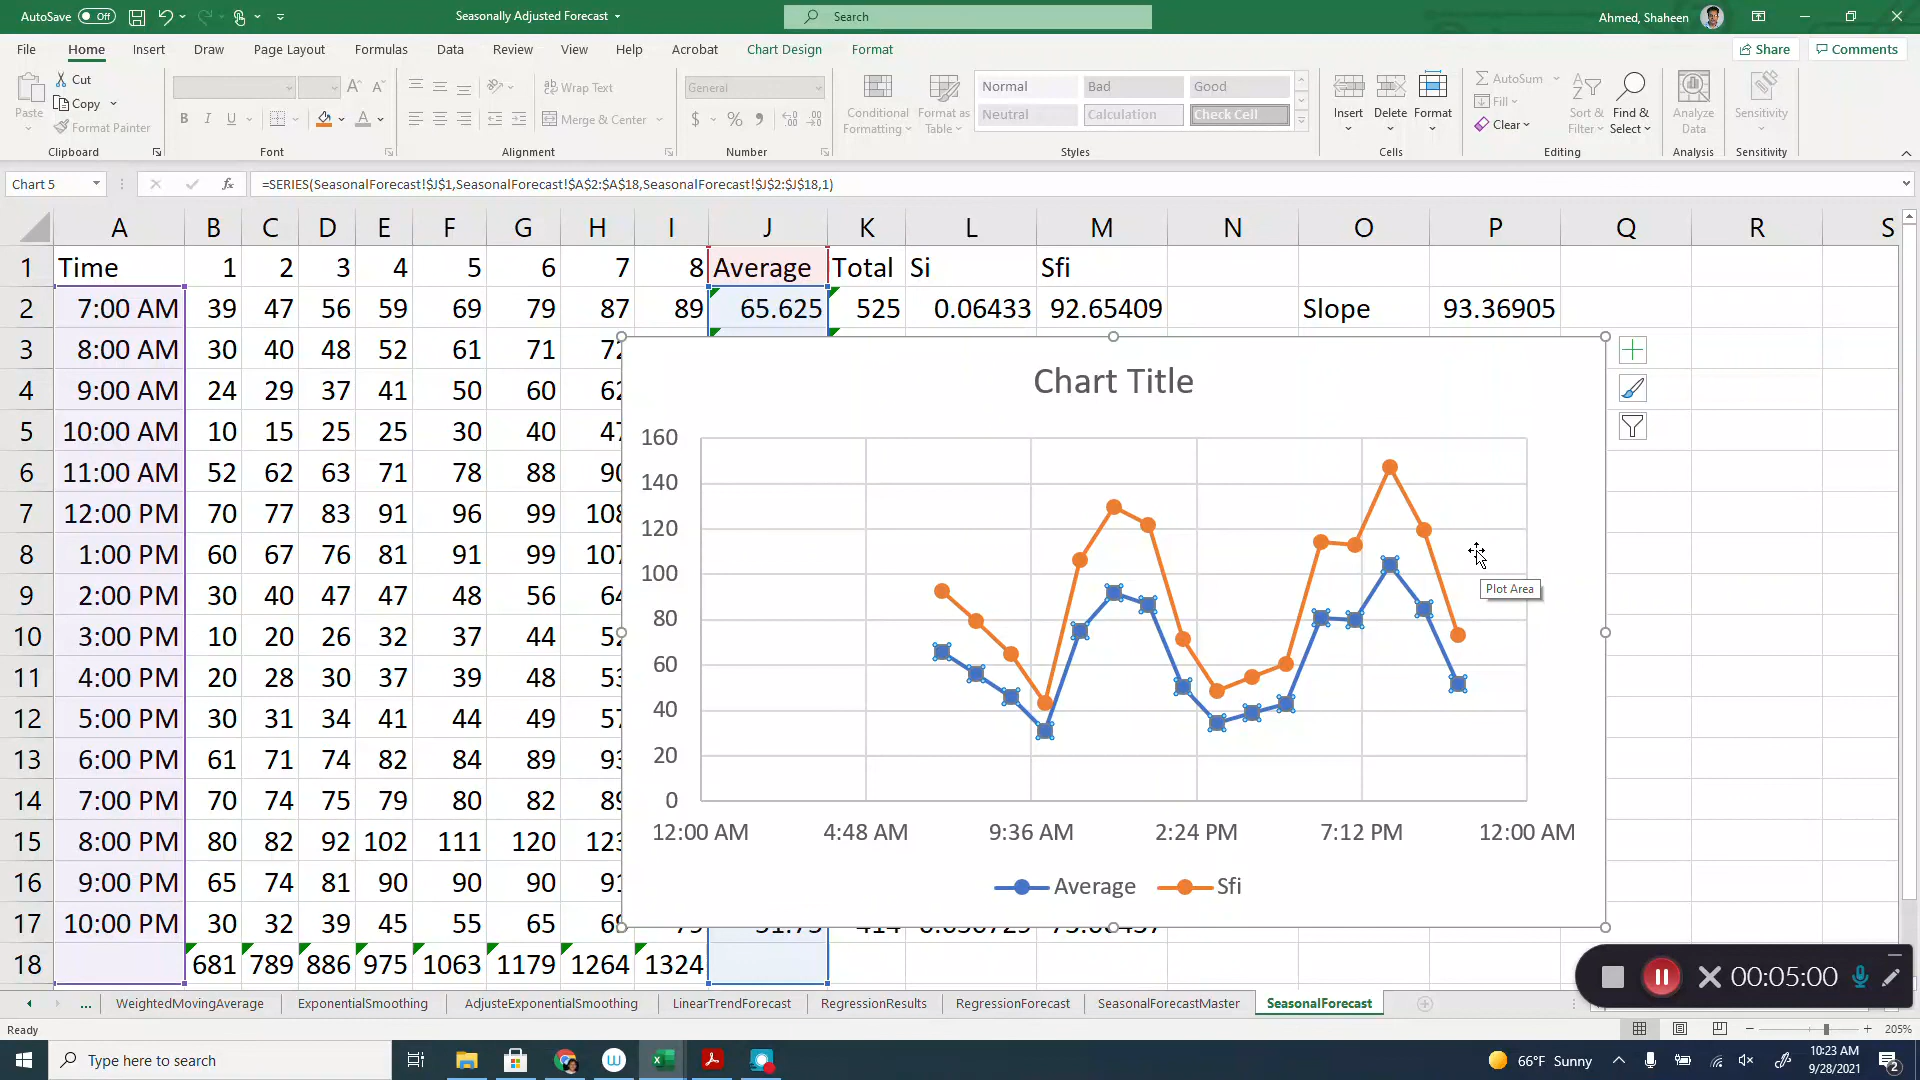 AutoSave Off
Seasonally Adjusted Forecast
Search
Ahmed, Shaheen
File Home Insert Draw Page Layout Formulas Data Review View Help Acrobat Chart Design Format
Share Comments
Paste
Cut
Copy
Format Painter
Clipboard
B I U
A A
Font
Wrap Text
Merge & Center
Alignment
General
$ % 9
Number
Conditional Formatting
Format as Table
Normal Bad Good
Neutral Calculation Check Cell
Styles
Insert Delete Format
Cells
AutoSum
Fill
Clear
Sort & Filter
Find & Select
Editing
Analyze Data
Analysis
Sensitivity
Sensitivity
Chart 5
fx
=SERIES(SeasonalForecast!$J$1,SeasonalForecast!$A$2:$A$18,SeasonalForecast!$J$2:$J$18,1)
A B C D E F G H I J K L M N O P Q R S
1 Time 1 2 3 4 5 6 7 8 Average Total Si Sfi
2 7:00 AM 39 47 56 59 69 79 87 89 65.625 525 0.06433 92.65409 Slope 93.36905
3 8:00 AM 30 40 48 52 61 71
4 9:00 AM 24 29 37 41 50 60
5 10:00 AM 10 15 25 25 30 40
6 11:00 AM 52 62 63 71 78 88
7 12:00 PM 70 77 83 91 96 99
8 1:00 PM 60 67 76 81 91 99
9 2:00 PM 30 40 47 47 48 56
10 3:00 PM 10 20 26 32 37 44
11 4:00 PM 20 28 30 37 39 48
12 5:00 PM 30 31 34 41 44 49
13 6:00 PM 61 71 74 82 84 89
14 7:00 PM 70 74 75 79 80 82
15 8:00 PM 80 82 92 102 111 120
16 9:00 PM 65 74 81 90 90 90
17 10:00 PM 30 32 39 45 55 65
18 681 789 886 975 1063 1179 1264 1324
Chart Title
160
140
120
100
80
60
40
20
0
12:00 AM 4:48 AM 9:36 AM 2:24 PM 7:12 PM 12:00 AM
Average Sfi
Plot Area
00:05:00
... WeightedMovingAverage ExponentialSmoothing AdjusteExponentialSmoothing LinearTrendForecast RegressionResults RegressionForecast SeasonalForecastMaster SeasonalForecast
Ready
205%
Type here to search
66°F Sunny
10:23 AM
9/28/2021
2